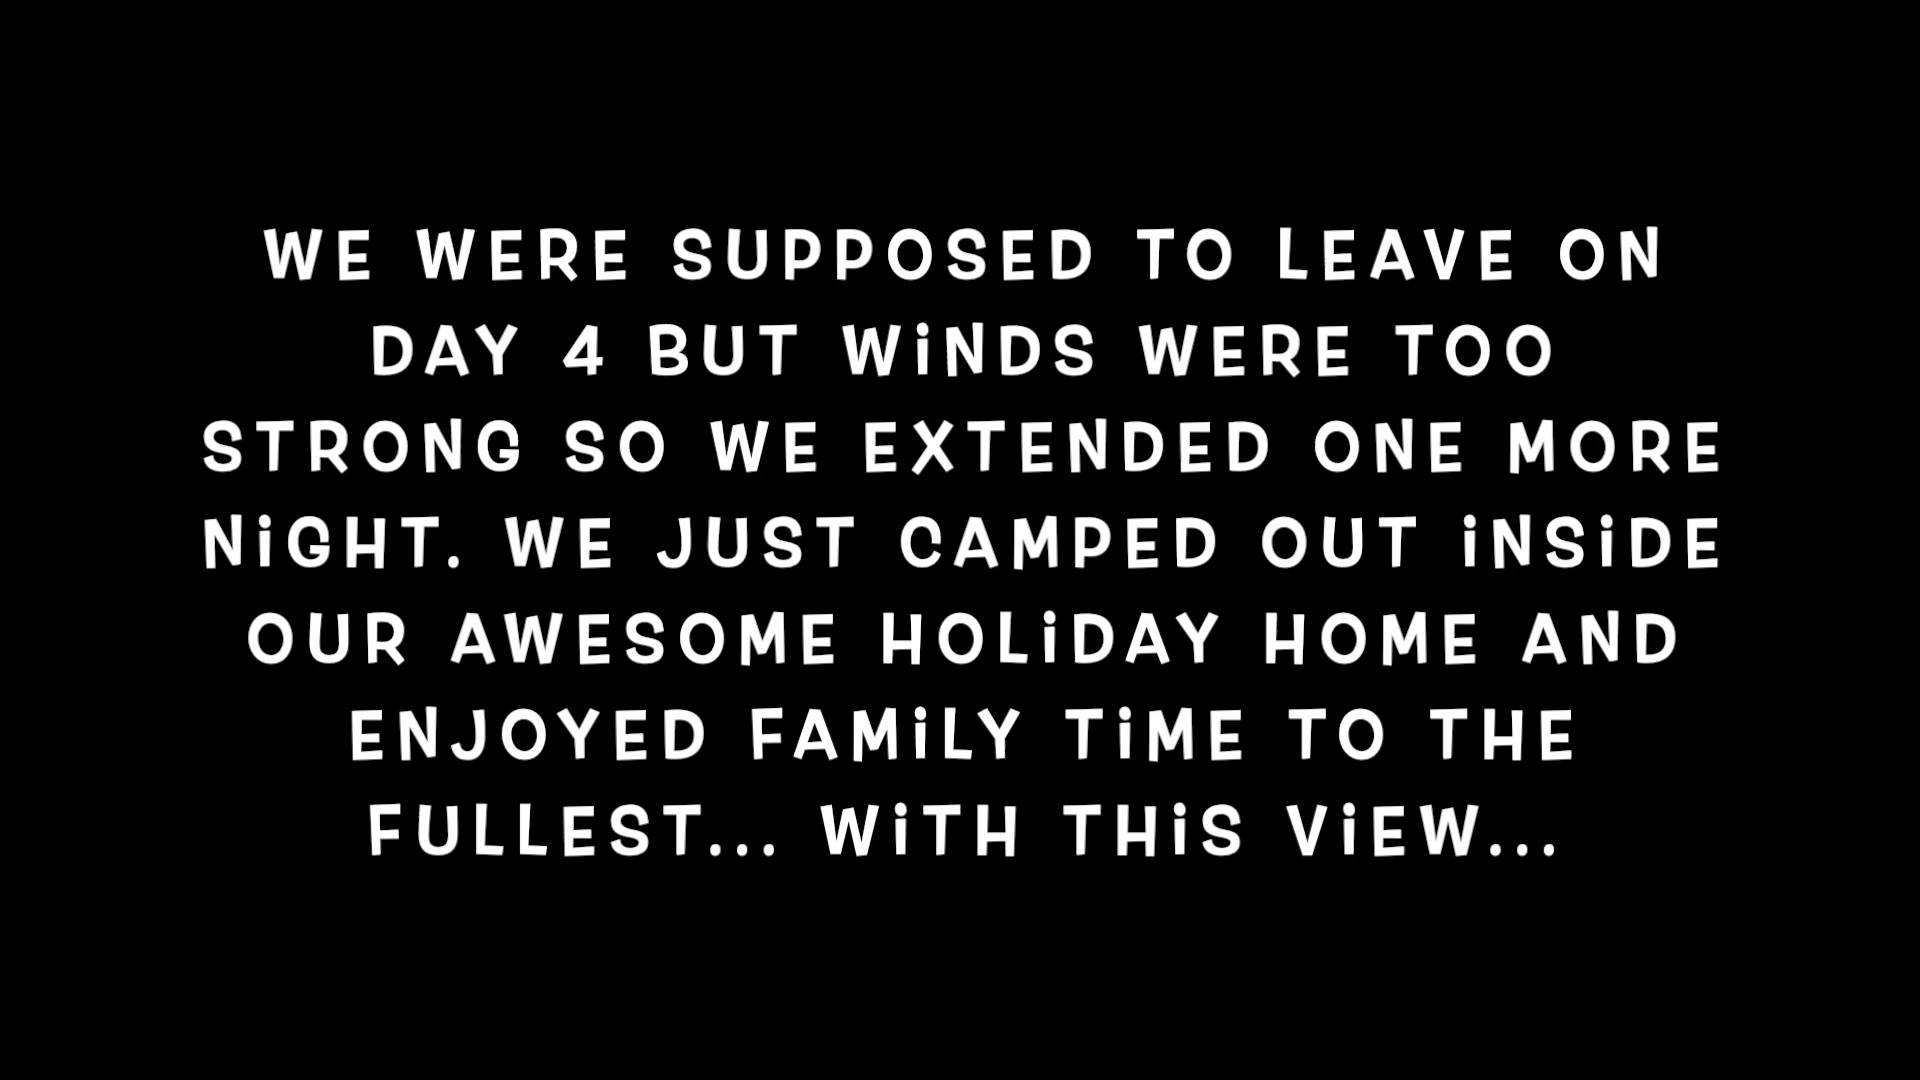 WE WERE SUPPOSED TO LEAVE ON
DAY 4 BUT WiNDS WERE TOO
STRONG SO WE EXTENDED ONE MORE
NiGHT. WE JUST CAMPED OUT iNSiDE
OUR AWESOME HOLiDAY HOME AND
ENJOYED FAMiLY TiME TO THE
FULLEST... WiTH THiS ViEW...